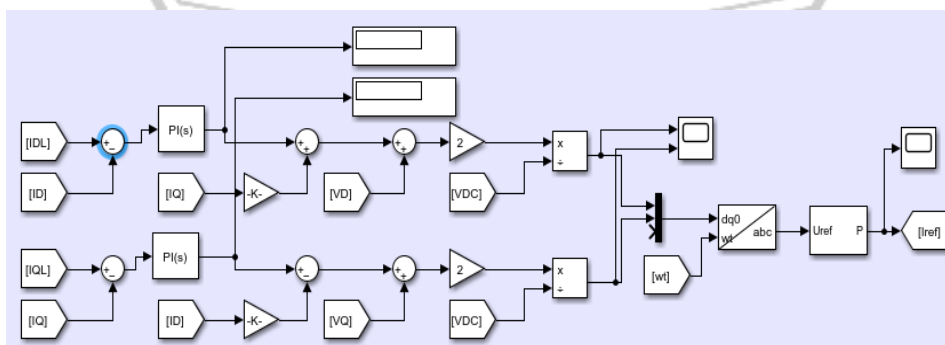 [IDL]
PI(s)
[ID]
[IQ]
-K-
[VD]
2
[VDC]
x
÷
[IQL]
PI(s)
[IQ]
[ID]
-K-
[VQ]
2
[VDC]
x
÷
dq0
wt
abc
[wt]
Uref P
[Iref]